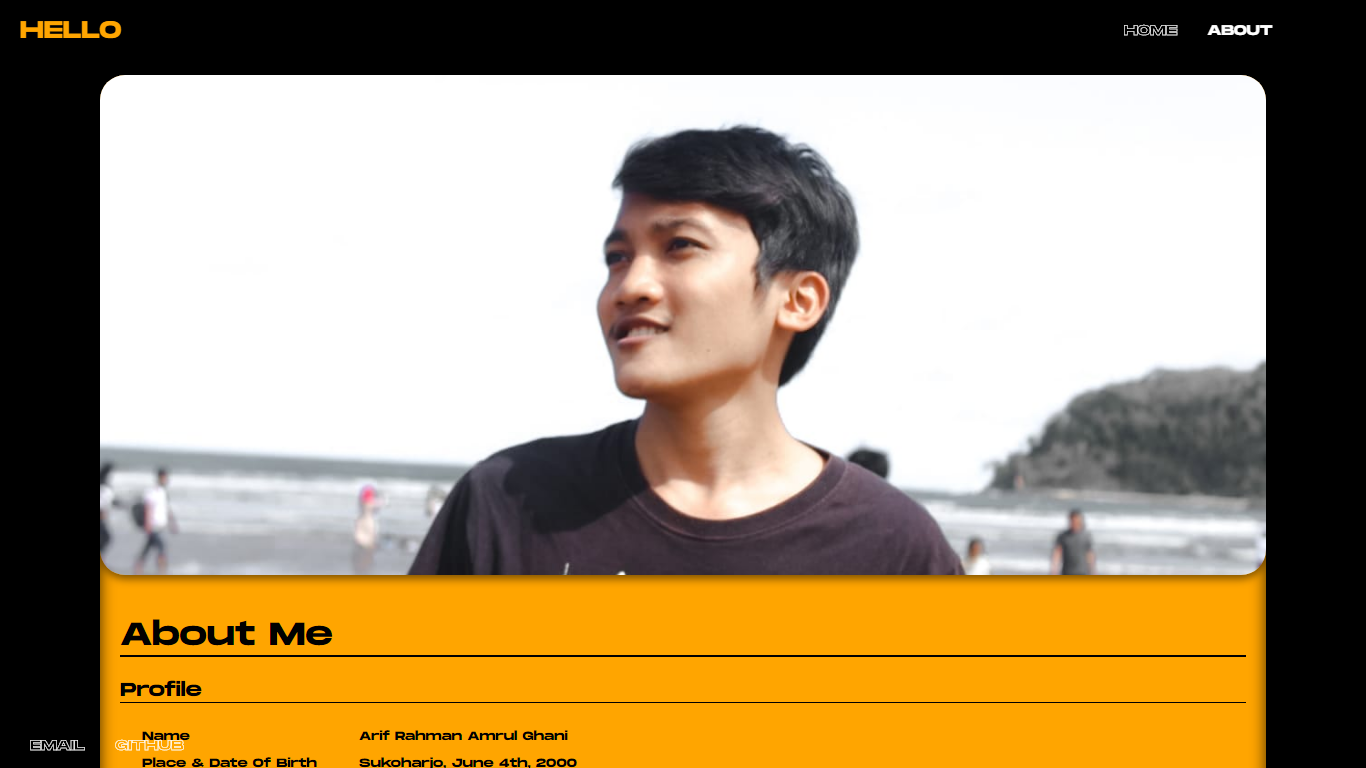 HELLO
HOME ABOUT
About Me
Profile
Name Arif Rahman Amrul Ghani
EMAIL GITHUB
Place & Date Of Birth Sukoharjo, June 4th, 2000